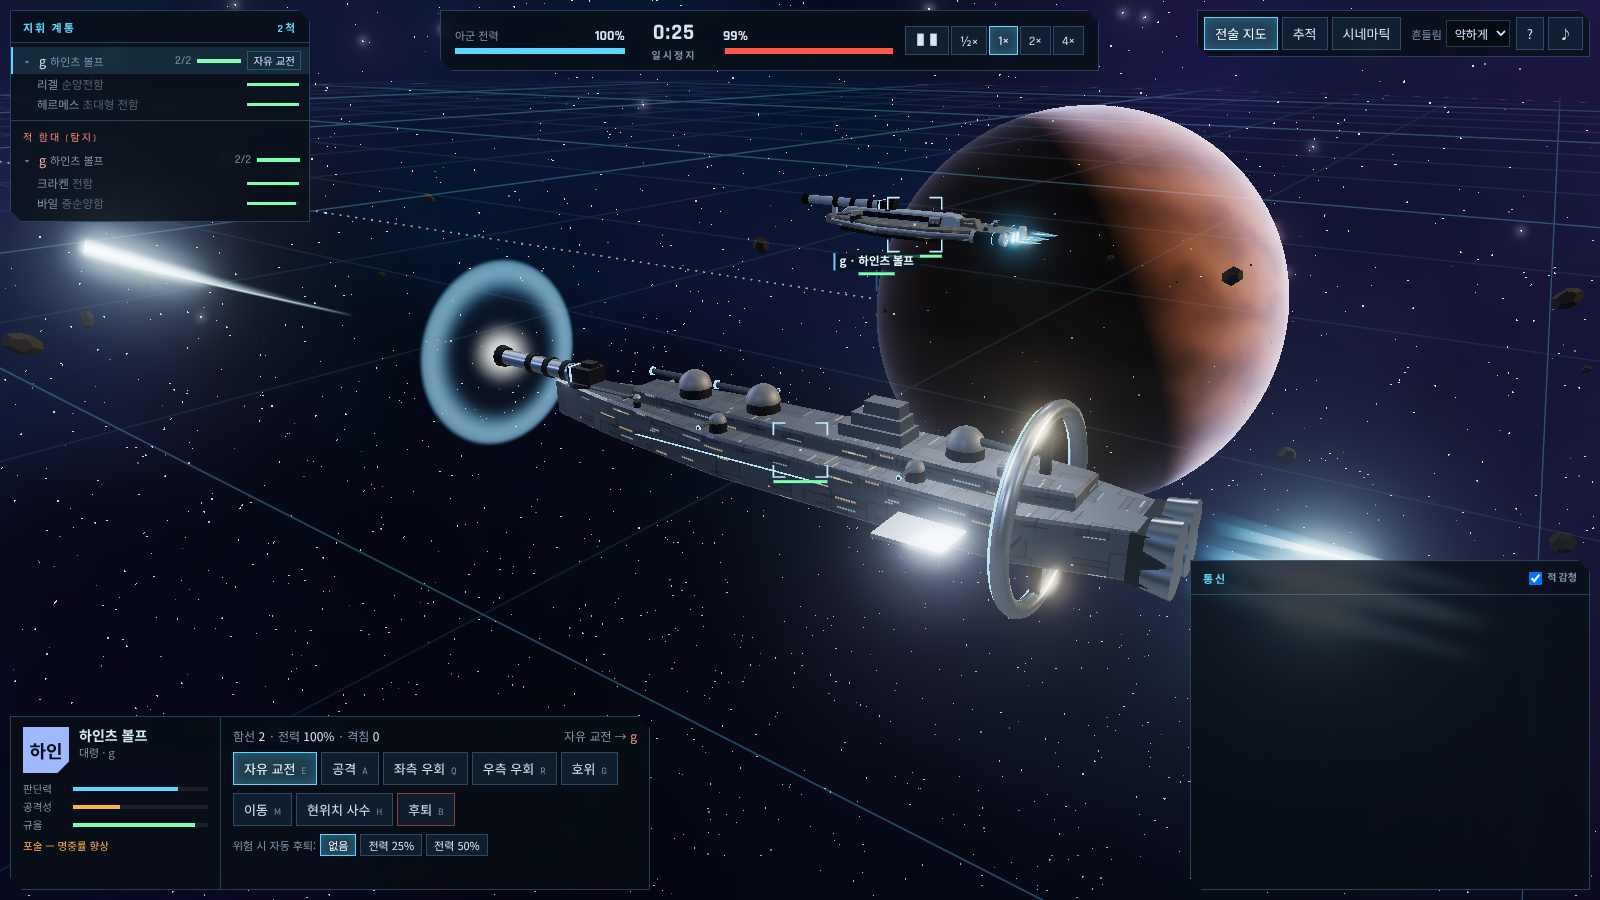 지휘 계통 2척
g 하인츠 볼프 2/2 자유 교전
리겔 순양전함
헤르메스 초대형 전함
적 함대 (탐지)
g 하인츠 볼프 2/2
크라켄 전함
바일 중순양함
아군 전력 100% 0:25 99%
일시정지
½× 1× 2× 4×
전술 지도 추적 시네마틱 흔들림 약하게 ? ♪
g · 하인츠 볼프
통신 적 감청
하인 하인츠 볼프
대령 · g
판단력
공격성
규율
포술 — 명중률 향상
함선 2 · 전력 100% · 격침 0 자유 교전 → g
자유 교전 E 공격 A 좌측 우회 Q 우측 우회 R 호위 G
이동 M 현위치 사수 H 후퇴 B
위험 시 자동 후퇴: 없음 전력 25% 전력 50%